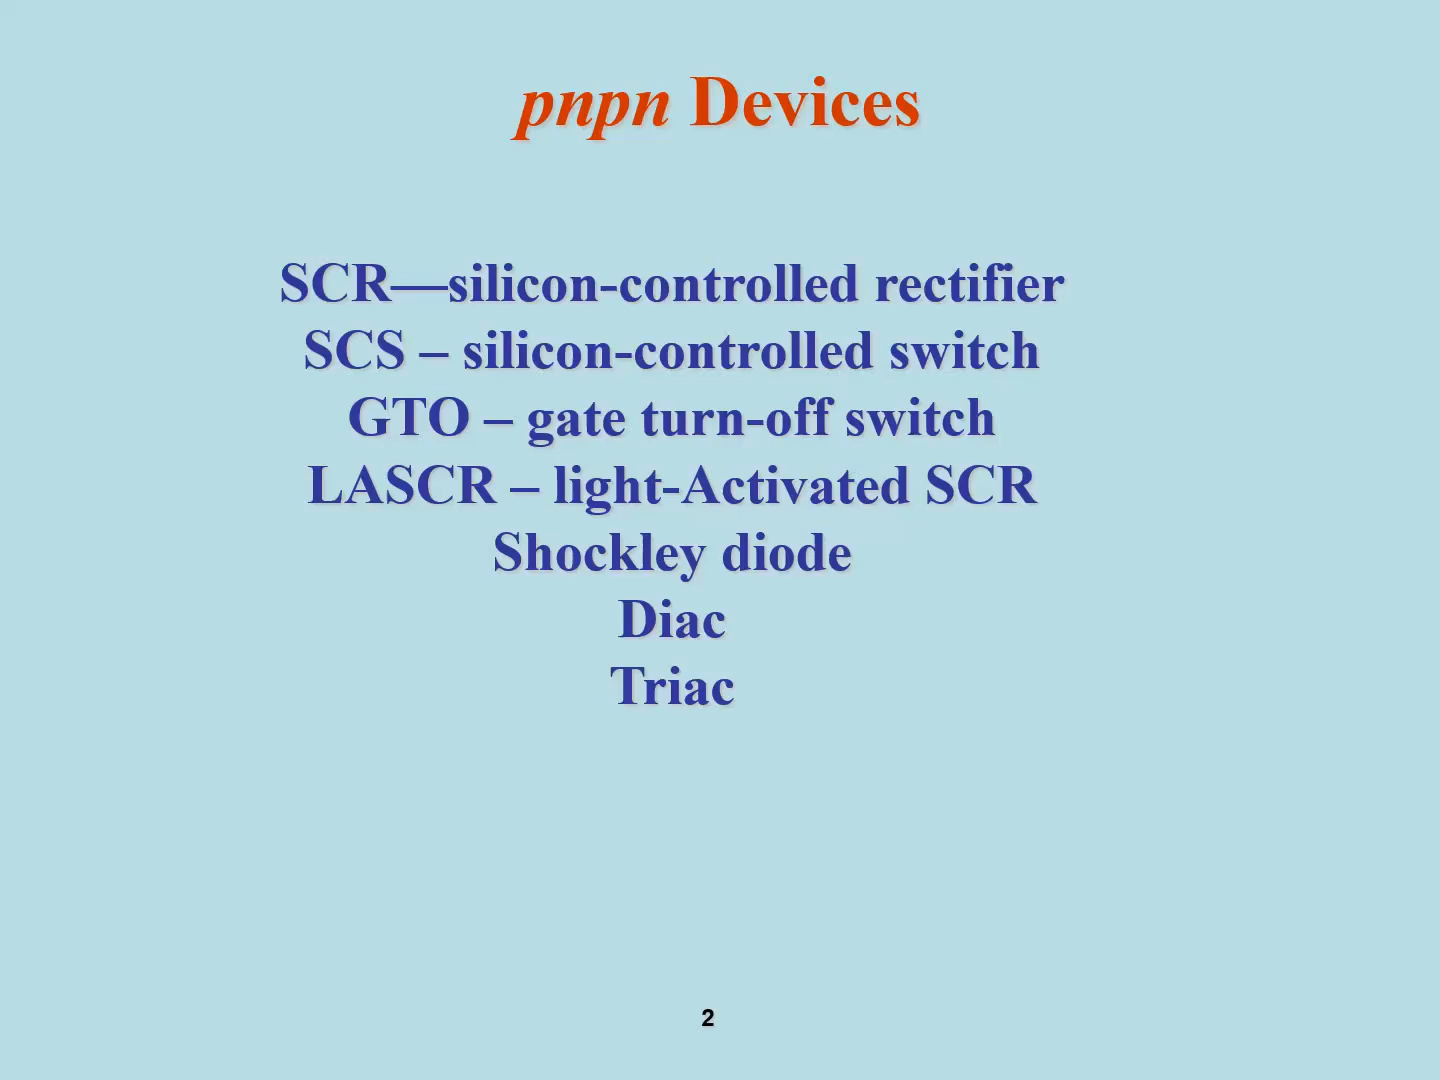 pnpn Devices
SCR—silicon-controlled rectifier
SCS – silicon-controlled switch
GTO – gate turn-off switch
LASCR – light-Activated SCR
Shockley diode
Diac
Triac
2